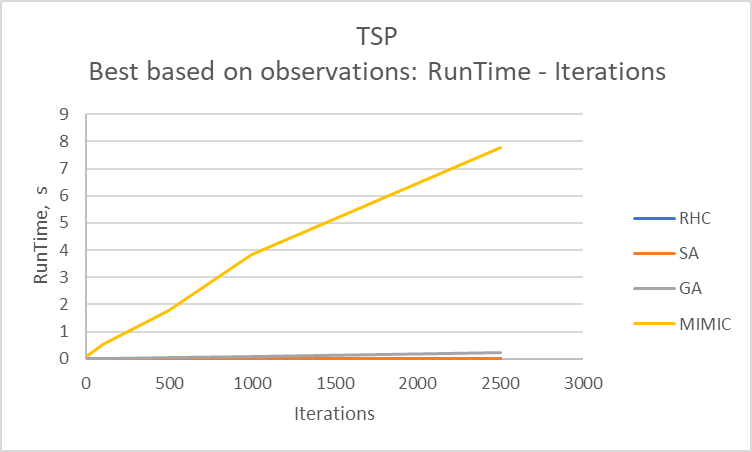 TSP
Best based on observations: RunTime - Iterations
9
8
7
6
5
4
3
2
1
0
RunTime, s
0 500 1000 1500 2000 2500 3000
Iterations
RHC
SA
GA
MIMIC